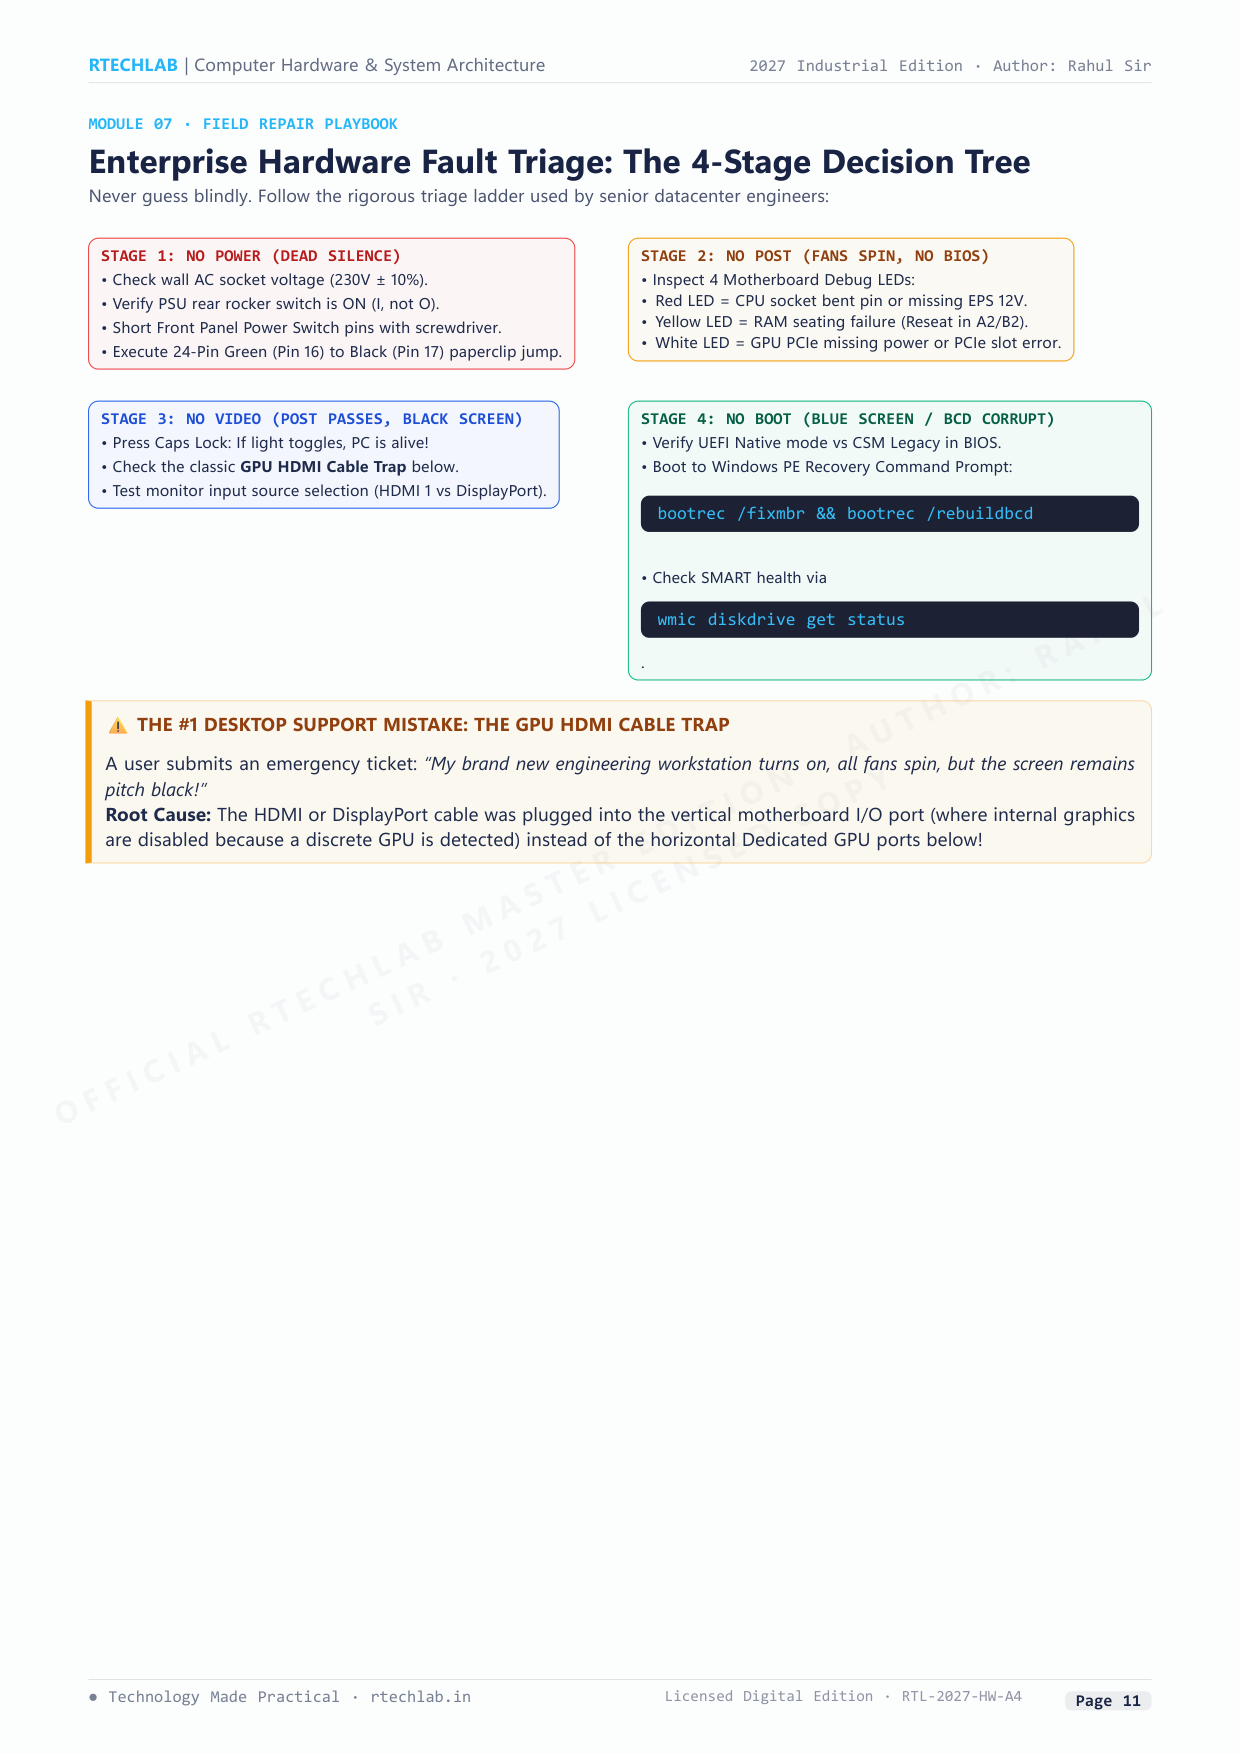 RTECHLAB | Computer Hardware & System Architecture
2027 Industrial Edition · Author: Rahul Sir
MODULE 07 · FIELD REPAIR PLAYBOOK
Enterprise Hardware Fault Triage: The 4-Stage Decision Tree
Never guess blindly. Follow the rigorous triage ladder used by senior datacenter engineers:
STAGE 1: NO POWER (DEAD SILENCE)
• Check wall AC socket voltage (230V ± 10%).
• Verify PSU rear rocker switch is ON (I, not O).
• Short Front Panel Power Switch pins with screwdriver.
• Execute 24-Pin Green (Pin 16) to Black (Pin 17) paperclip jump.
STAGE 2: NO POST (FANS SPIN, NO BIOS)
• Inspect 4 Motherboard Debug LEDs:
• Red LED = CPU socket bent pin or missing EPS 12V.
• Yellow LED = RAM seating failure (Reseat in A2/B2).
• White LED = GPU PCIe missing power or PCIe slot error.
STAGE 3: NO VIDEO (POST PASSES, BLACK SCREEN)
• Press Caps Lock: If light toggles, PC is alive!
• Check the classic GPU HDMI Cable Trap below.
• Test monitor input source selection (HDMI 1 vs DisplayPort).
STAGE 4: NO BOOT (BLUE SCREEN / BCD CORRUPT)
• Verify UEFI Native mode vs CSM Legacy in BIOS.
• Boot to Windows PE Recovery Command Prompt:
bootrec /fixmbr && bootrec /rebuildbcd
• Check SMART health via
wmic diskdrive get status
.
⚠️ THE #1 DESKTOP SUPPORT MISTAKE: THE GPU HDMI CABLE TRAP
A user submits an emergency ticket: “My brand new engineering workstation turns on, all fans spin, but the screen remains
pitch black!”
Root Cause: The HDMI or DisplayPort cable was plugged into the vertical motherboard I/O port (where internal graphics
are disabled because a discrete GPU is detected) instead of the horizontal Dedicated GPU ports below!
OFFICIAL RTECHLAB MASTER EDITION · AUTHOR: RAHUL
SIR · 2027 LICENSED COPY
● Technology Made Practical · rtechlab.in
Licensed Digital Edition · RTL-2027-HW-A4
Page 11